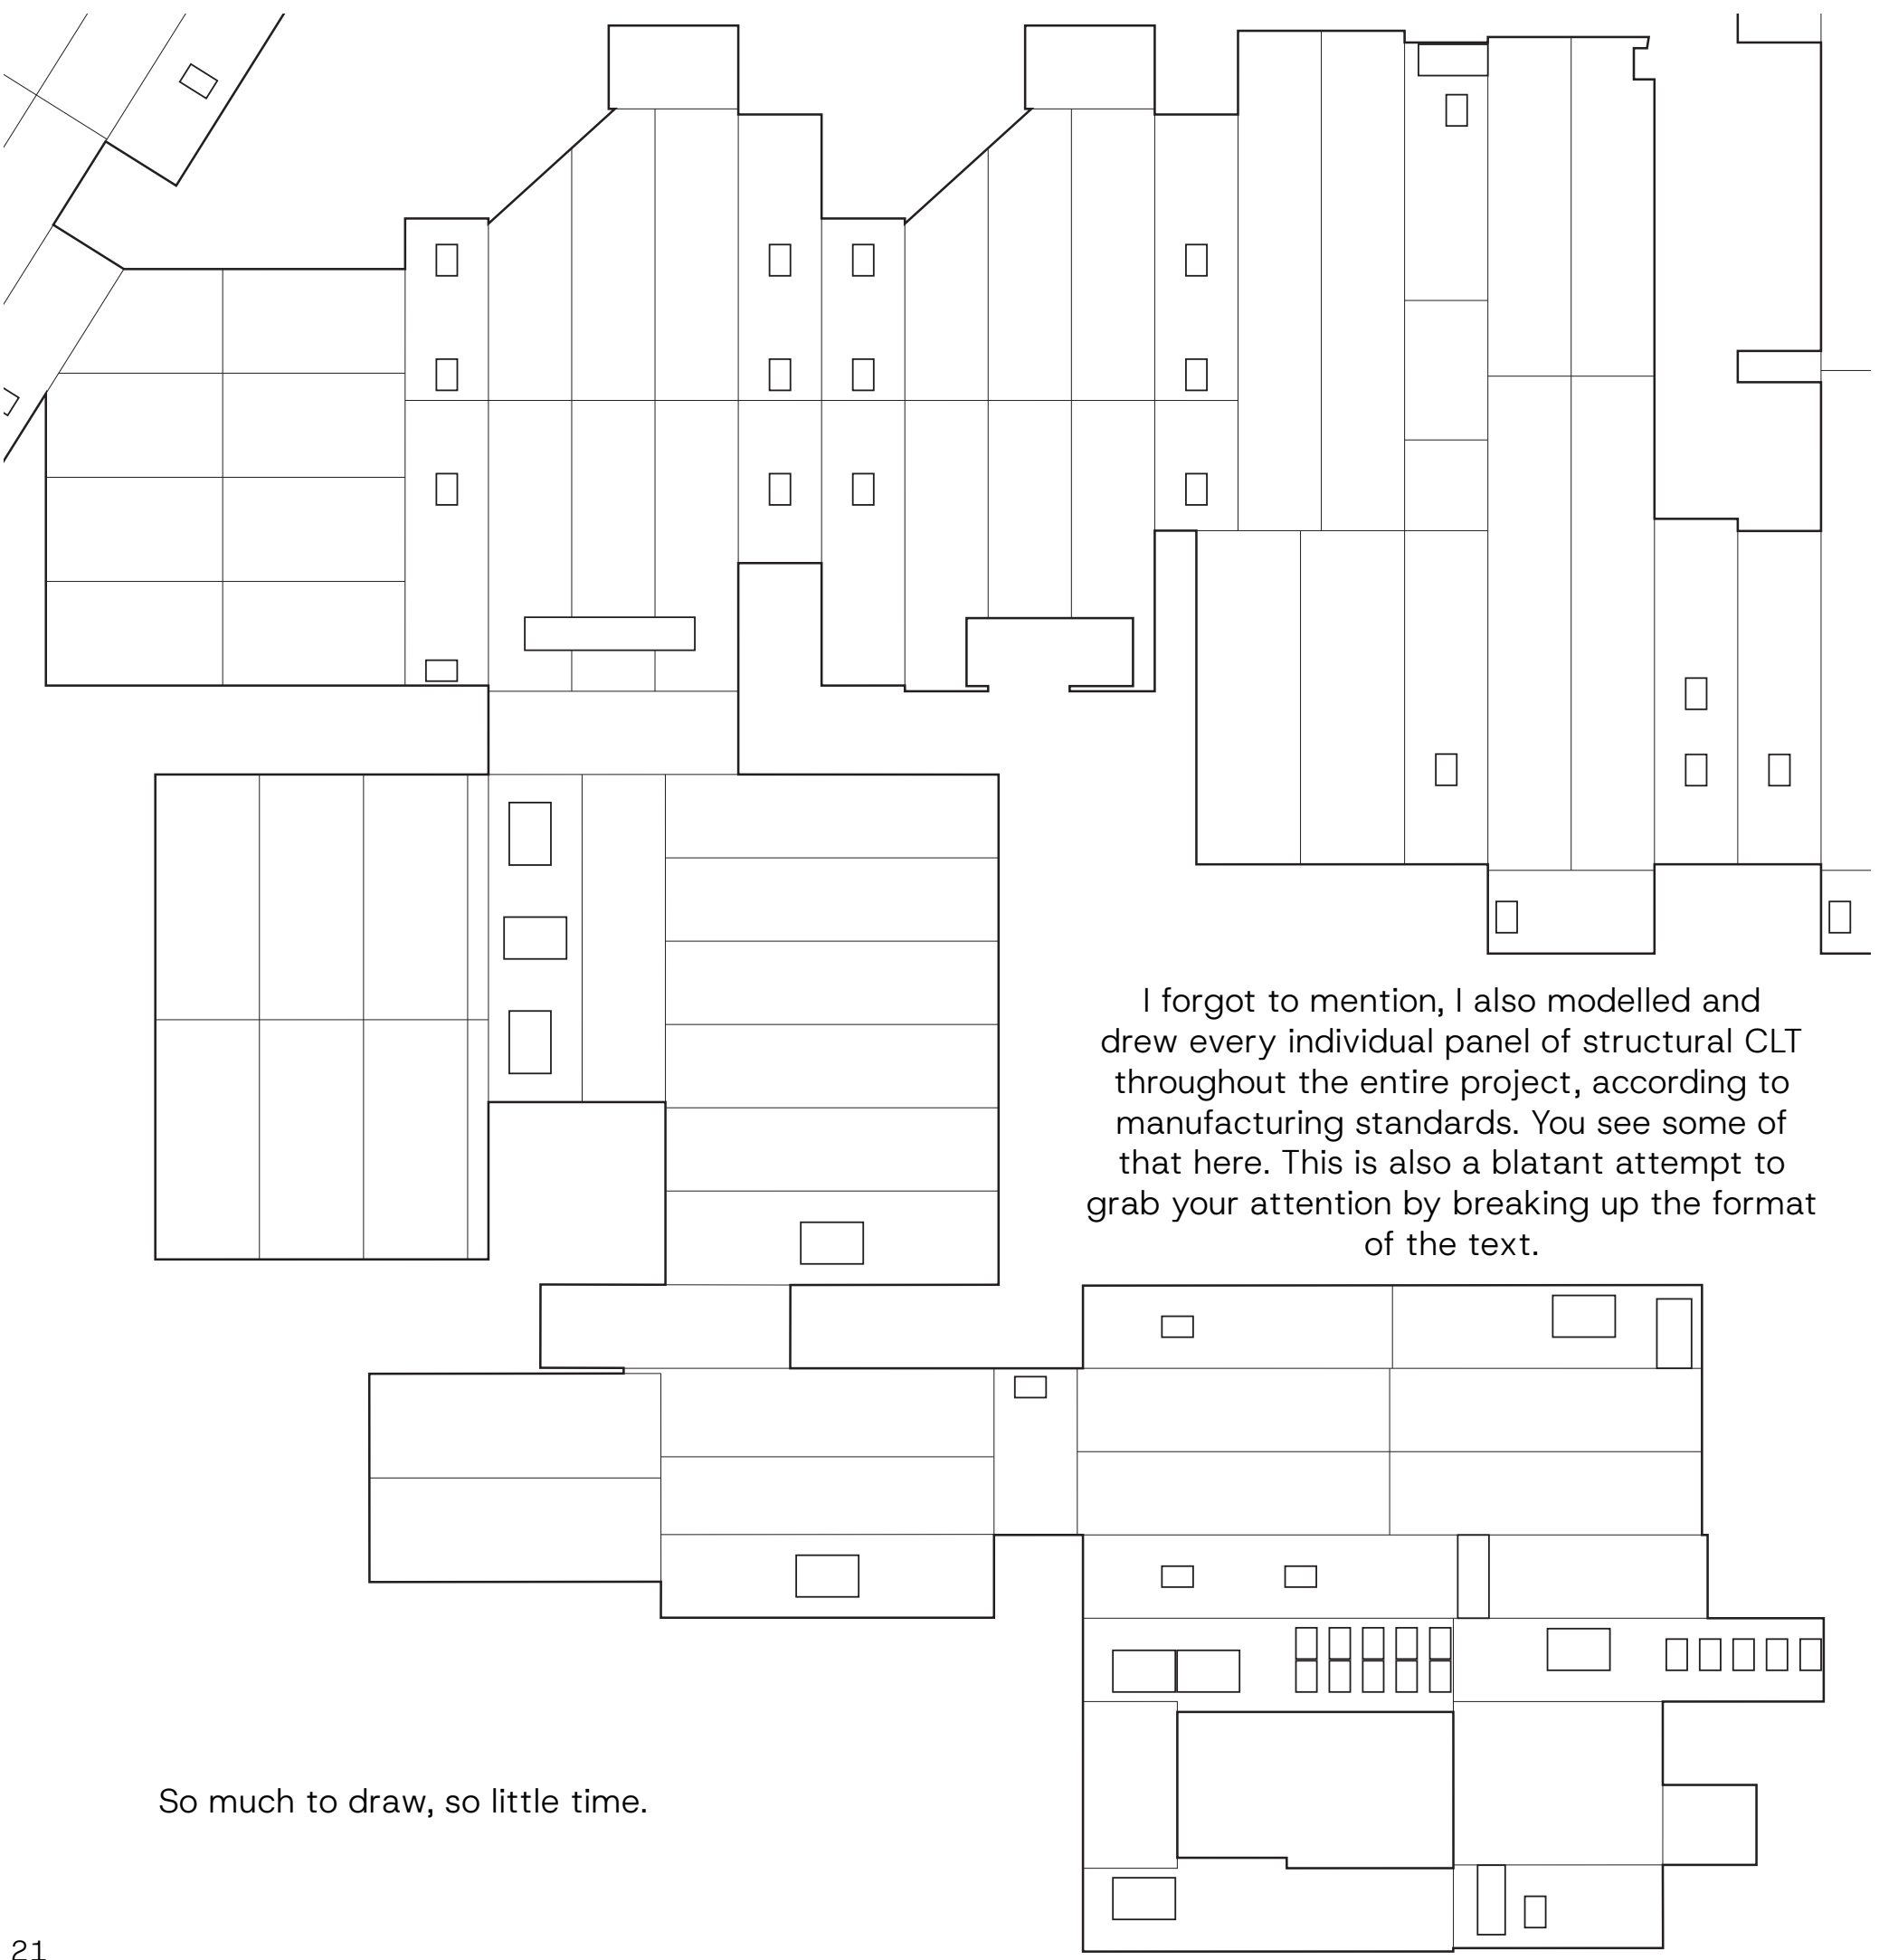 I forgot to mention, I also modelled and
drew every individual panel of structural CLT
throughout the entire project, according to
manufacturing standards. You see some of
that here. This is also a blatant attempt to
grab your attention by breaking up the format
of the text.
So much to draw, so little time.
21